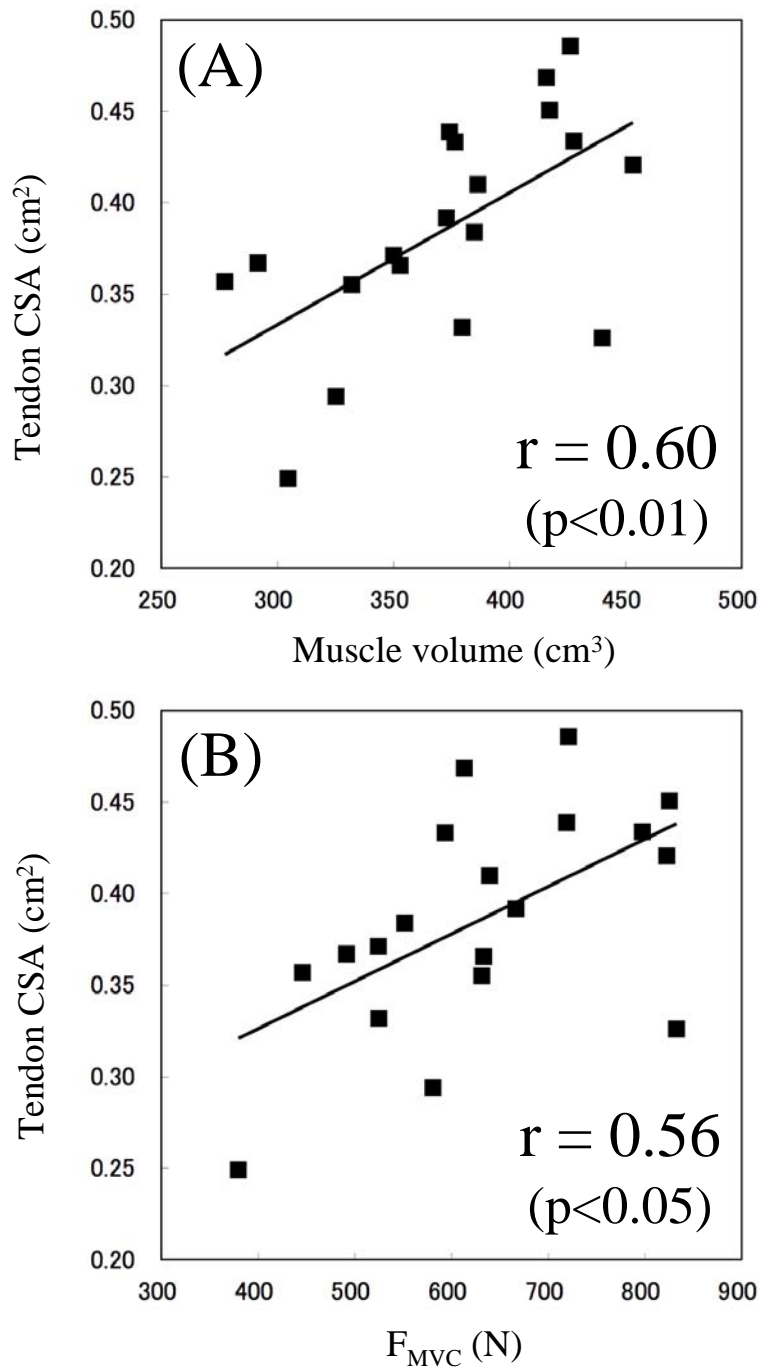 (A)
Tendon CSA (cm²)
0.50
0.45
0.40
0.35
0.30
0.25
0.20
r = 0.60
(p<0.01)
250 300 350 400 450 500
Muscle volume (cm³)
(B)
Tendon CSA (cm²)
0.50
0.45
0.40
0.35
0.30
0.25
0.20
r = 0.56
(p<0.05)
300 400 500 600 700 800 900
F_MVC (N)